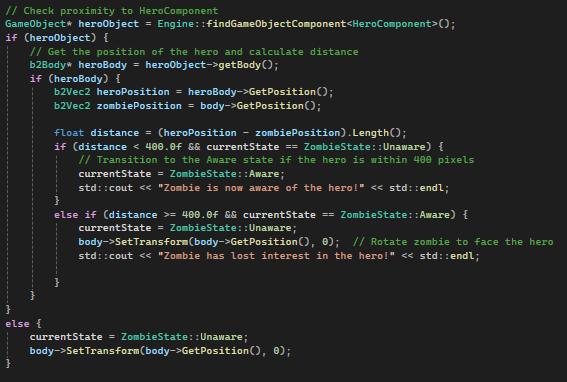 // Check proximity to HeroComponent
GameObject* heroObject = Engine::findGameObjectComponent<HeroComponent>();
if (heroObject) {
    // Get the position of the hero and calculate distance
    b2Body* heroBody = heroObject->getBody();
    if (heroBody) {
        b2Vec2 heroPosition = heroBody->GetPosition();
        b2Vec2 zombiePosition = body->GetPosition();

        float distance = (heroPosition - zombiePosition).Length();
        if (distance < 400.0f && currentState == ZombieState::Unaware) {
            // Transition to the Aware state if the hero is within 400 pixels
            currentState = ZombieState::Aware;
            std::cout << "Zombie is now aware of the hero!" << std::endl;
        }
        else if (distance >= 400.0f && currentState == ZombieState::Aware) {
            currentState = ZombieState::Unaware;
            body->SetTransform(body->GetPosition(), 0);  // Rotate zombie to face the hero
            std::cout << "Zombie has lost interest in the hero!" << std::endl;

        }
    }
}
else {
    currentState = ZombieState::Unaware;
    body->SetTransform(body->GetPosition(), 0);
}